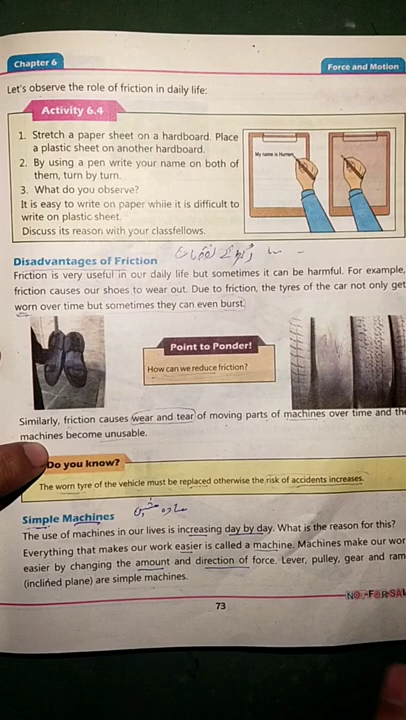 Chapter 6
Force and Motion
Let's observe the role of friction in daily life:
Activity 6.4
1. Stretch a paper sheet on a hardboard. Place
a plastic sheet on another hardboard.
2. By using a pen write your name on both of
them, turn by turn.
3. What do you observe?
It is easy to write on paper while it is difficult to
write on plastic sheet.
Discuss its reason with your classfellows.
My name is Humen
رگڑ کے نقصانات
Disadvantages of Friction
Friction is very useful in our daily life but sometimes it can be harmful. For example,
friction causes our shoes to wear out. Due to friction, the tyres of the car not only get
worn over time but sometimes they can even burst.
Point to Ponder!
How can we reduce friction?
Similarly, friction causes wear and tear of moving parts of machines over time and the
machines become unusable.
Do you know?
The worn tyre of the vehicle must be replaced otherwise the risk of accidents increases.
سادہ مشین
Simple Machines
The use of machines in our lives is increasing day by day. What is the reason for this?
Everything that makes our work easier is called a machine. Machines make our wor
easier by changing the amount and direction of force. Lever, pulley, gear and ram
(inclined plane) are simple machines.
NOT FOR SAL
73